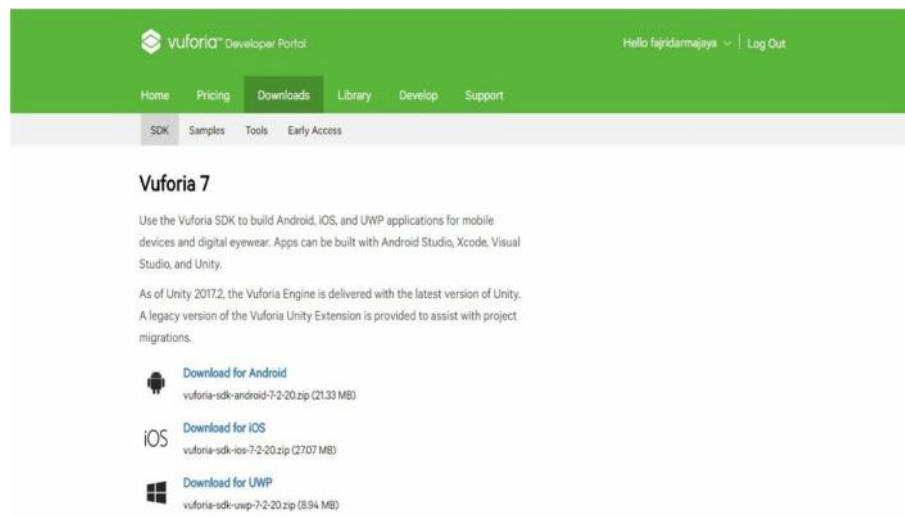 vuforia™ Developer Portal
Hello fajridarmajaya | Log Out
Home Pricing Downloads Library Develop Support
SDK Samples Tools Early Access
Vuforia 7
Use the Vuforia SDK to build Android, iOS, and UWP applications for mobile
devices and digital eyewear. Apps can be built with Android Studio, Xcode, Visual
Studio, and Unity.
As of Unity 2017.2, the Vuforia Engine is delivered with the latest version of Unity.
A legacy version of the Vuforia Unity Extension is provided to assist with project
migrations.
Download for Android
vuforia-sdk-android-7-2-20.zip (21.33 MB)
iOS
Download for iOS
vuforia-sdk-ios-7-2-20.zip (27.07 MB)
Download for UWP
vuforia-sdk-uwp-7-2-20.zip (8.94 MB)